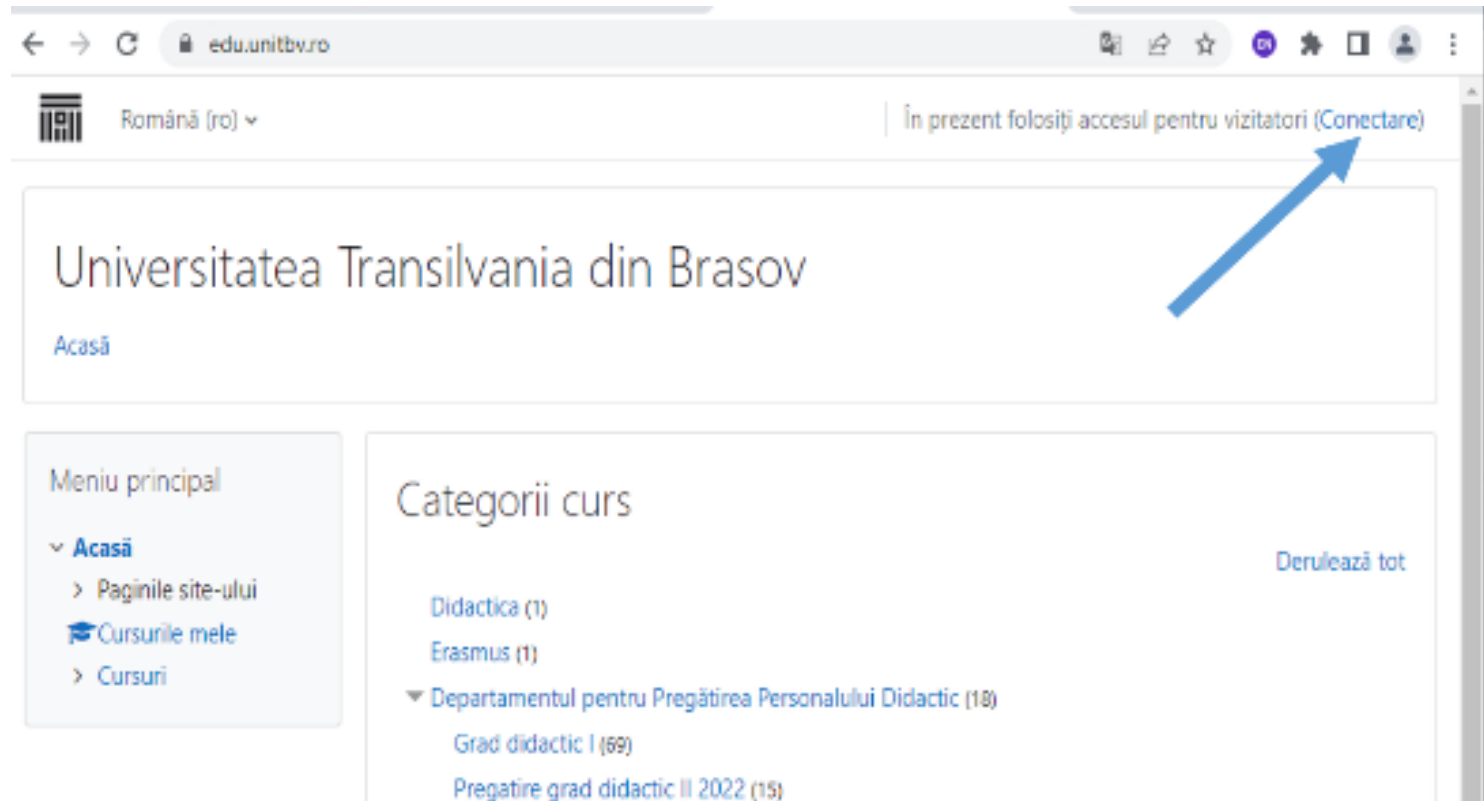 edu.unitbv.ro
Română (ro)
În prezent folosiți accesul pentru vizitatori (Conectare)
Universitatea Transilvania din Brasov
Acasă
Meniu principal
Acasă
Paginile site-ului
Cursurile mele
Cursuri
Categorii curs
Derulează tot
Didactica (1)
Erasmus (1)
Departamentul pentru Pregătirea Personalului Didactic (18)
Grad didactic I (69)
Pregatire grad didactic II 2022 (15)